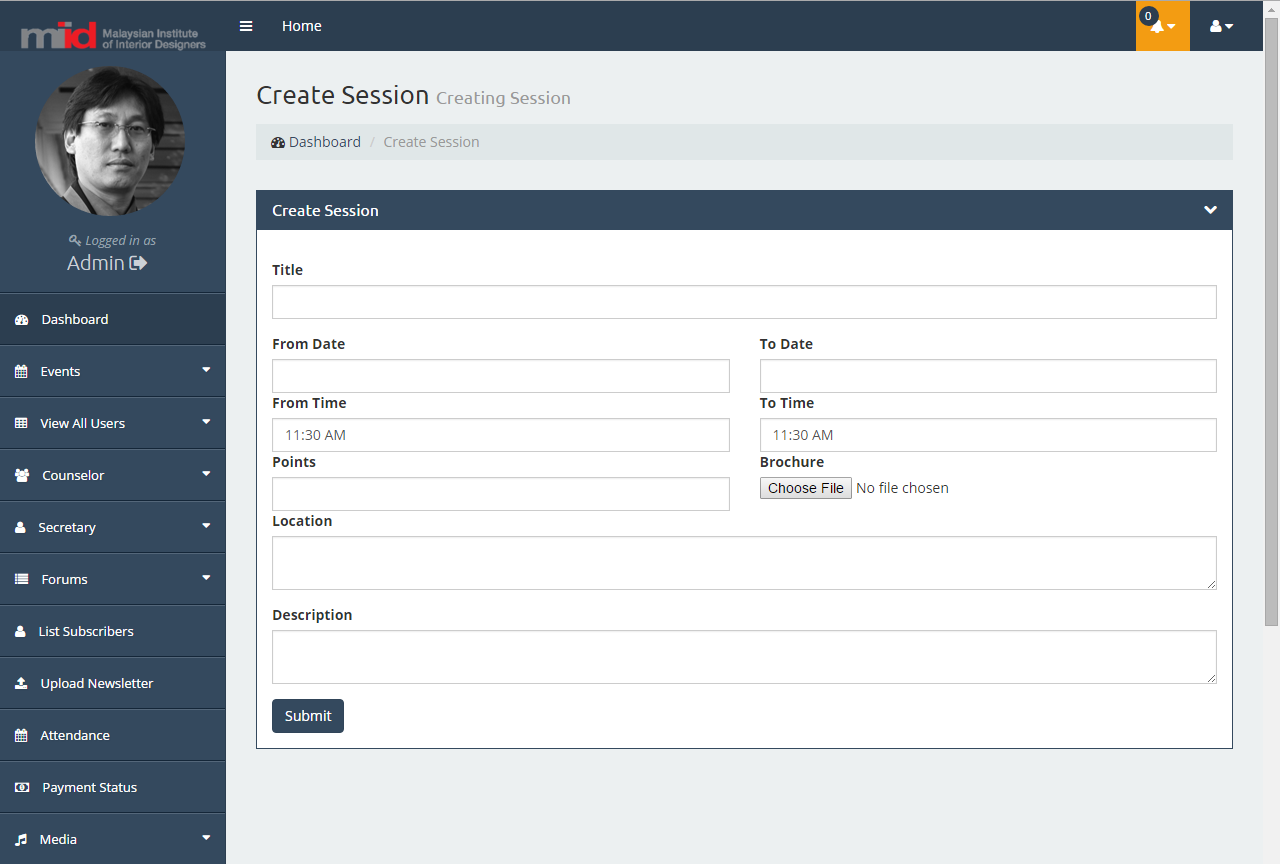 miid Malaysian Institute
of Interior Designers
Home
0
Logged in as
Admin
Dashboard
Events
View All Users
Counselor
Secretary
Forums
List Subscribers
Upload Newsletter
Attendance
Payment Status
Media
Create Session Creating Session
Dashboard / Create Session
Create Session
Title
From Date To Date
From Time To Time
11:30 AM 11:30 AM
Points Brochure
Choose File No file chosen
Location
Description
Submit